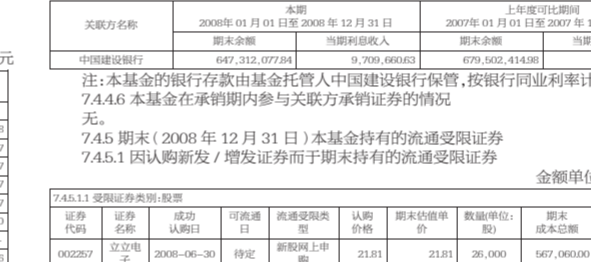 关联方名称 本期 上年度可比期间
2008年01月01日至2008年12月31日 2007年01月01日至2007年1
期末余额 当期利息收入 期末余额 当
中国建设银行 647,312,077.84 9,709,660.63 679,502,414.98
注:本基金的银行存款由基金托管人中国建设银行保管,按银行同业利率计
7.4.4.6 本基金在承销期内参与关联方承销证券的情况
无。
7.4.5 期末(2008年12月31日)本基金持有的流通受限证券
7.4.5.1 因认购新发/增发证券而于期末持有的流通受限证券
金额单位
7.4.5.1.1 受限证券类别:股票
证券代码 证券名称 成功认购日 可流通日 流通受限类型 认购价格 期末估值单价 数量(单位:股) 期末成本总额
002257 立立电子 2008-06-30 待定 新股网上申购 21.81 21.81 26,000 567,060.00
元